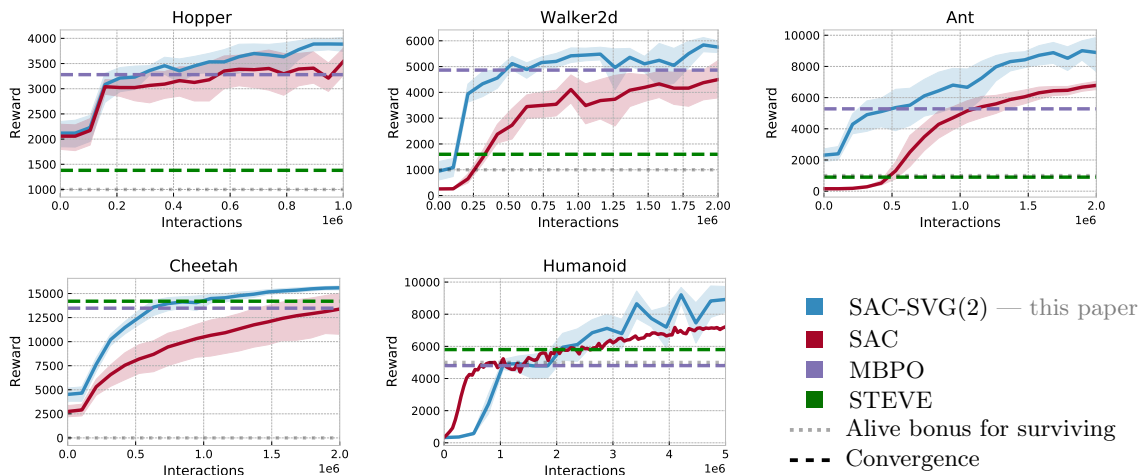 Hopper
4000
3500
3000
2500
2000
1500
1000
Reward
0.0 0.2 0.4 0.6 0.8 1.0
Interactions
1e6
Walker2d
6000
5000
4000
3000
2000
1000
0
Reward
0.00 0.25 0.50 0.75 1.00 1.25 1.50 1.75 2.00
Interactions
1e6
Ant
10000
8000
6000
4000
2000
0
Reward
0.0 0.5 1.0 1.5 2.0
Interactions
1e6
Cheetah
15000
12500
10000
7500
5000
2500
0
Reward
0.0 0.5 1.0 1.5 2.0
Interactions
1e6
Humanoid
10000
8000
6000
4000
2000
0
Reward
0 1 2 3 4 5
Interactions
1e6
SAC-SVG(2) — this paper
SAC
MBPO
STEVE
Alive bonus for surviving
Convergence